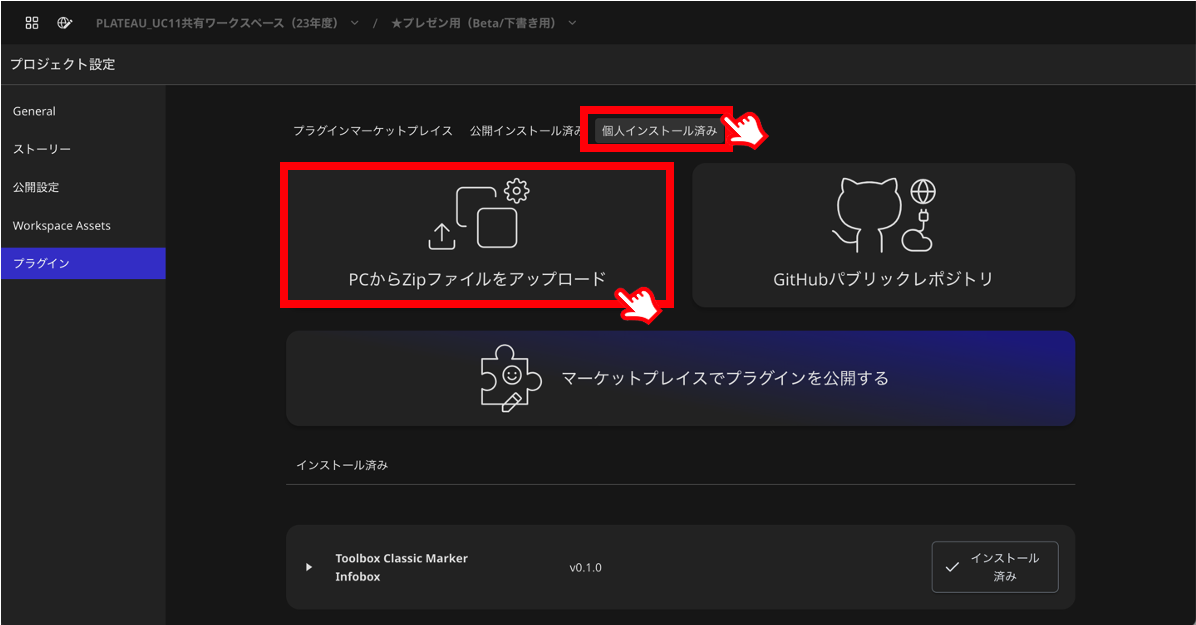 PLATEAU_UC11共有ワークスペース（23年度） / ★プレゼン用（Beta/下書き用）
プロジェクト設定
General
ストーリー
公開設定
Workspace Assets
プラグイン
プラグインマーケットプレイス 公開インストール済み 個人インストール済み
PCからZipファイルをアップロード
GitHubパブリックレポジトリ
マーケットプレイスでプラグインを公開する
インストール済み
Toolbox Classic Marker
Infobox
v0.1.0
インストール
済み